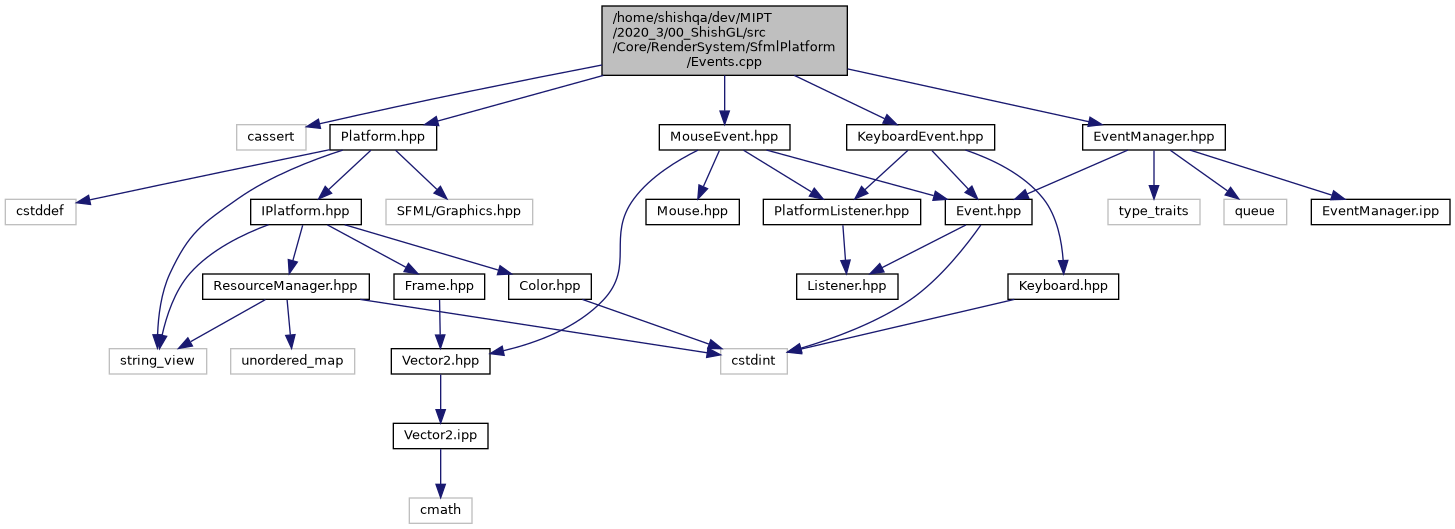 /home/shishqa/dev/MIPT
/2020_3/00_ShishGL/src
/Core/RenderSystem/SfmlPlatform
/Events.cpp
cassert
Platform.hpp
MouseEvent.hpp
KeyboardEvent.hpp
EventManager.hpp
cstddef
IPlatform.hpp
SFML/Graphics.hpp
Mouse.hpp
PlatformListener.hpp
Event.hpp
type_traits
queue
EventManager.ipp
ResourceManager.hpp
Frame.hpp
Color.hpp
Listener.hpp
Keyboard.hpp
string_view
unordered_map
Vector2.hpp
cstdint
Vector2.ipp
cmath